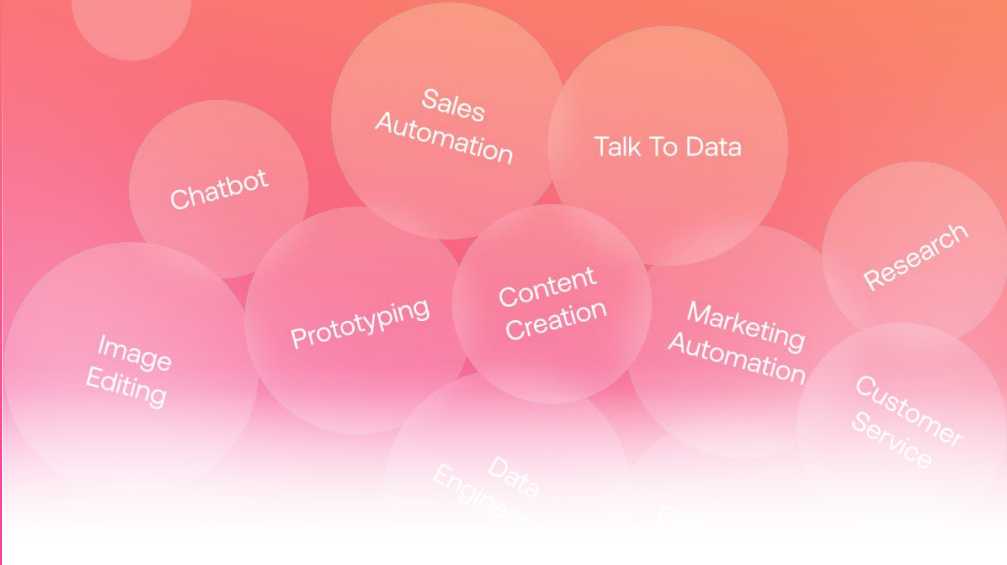 Sales
Automation
Talk To Data
Chatbot
Research
Content
Creation
Prototyping
Marketing
Automation
Image
Editing
Customer
Service
Data